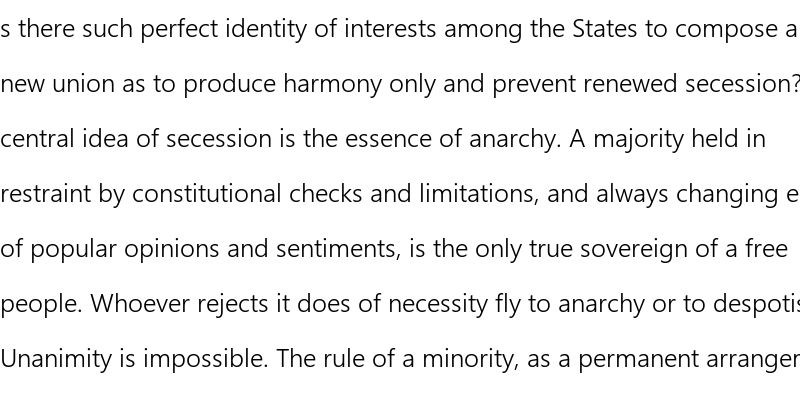 s there such perfect identity of interests among the States to compose a
new union as to produce harmony only and prevent renewed secession?
central idea of secession is the essence of anarchy. A majority held in
restraint by constitutional checks and limitations, and always changing e
of popular opinions and sentiments, is the only true sovereign of a free
people. Whoever rejects it does of necessity fly to anarchy or to despotis
Unanimity is impossible. The rule of a minority, as a permanent arranger